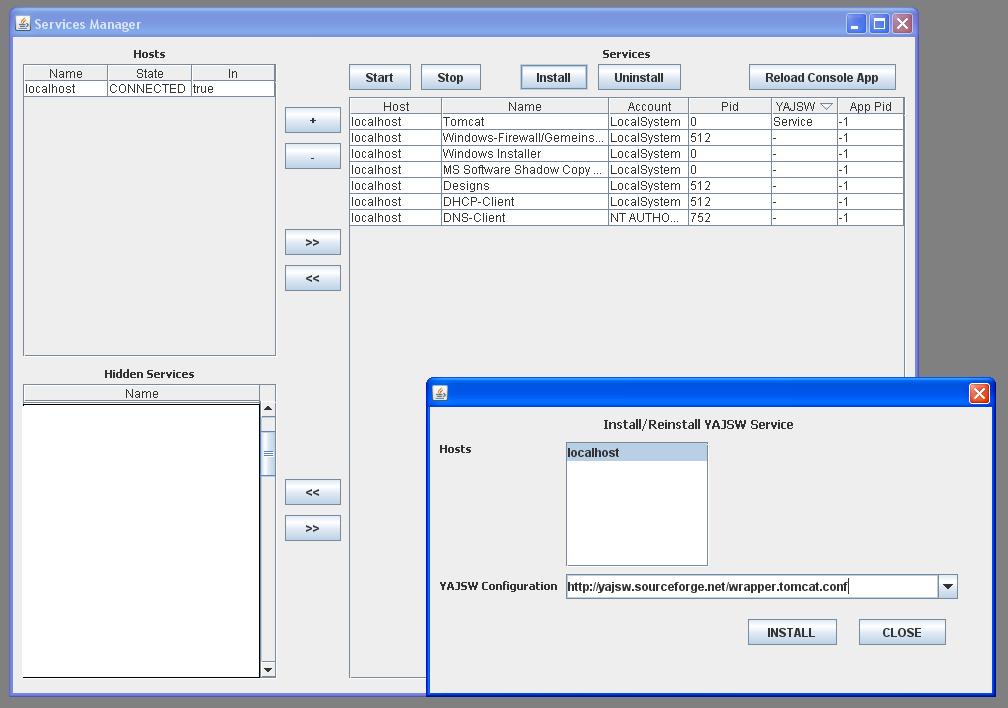 Services Manager
Hosts
Name State In
localhost CONNECTED true
+
-
>>
<<
Services
Start Stop Install Uninstall Reload Console App
Host Name Account Pid YAJSW App Pid
localhost Tomcat LocalSystem 0 Service -1
localhost Windows-Firewall/Gemeins... LocalSystem 512 - -1
localhost Windows Installer LocalSystem 0 - -1
localhost MS Software Shadow Copy ... LocalSystem 0 - -1
localhost Designs LocalSystem 512 - -1
localhost DHCP-Client LocalSystem 512 - -1
localhost DNS-Client NT AUTHO... 752 - -1
Hidden Services
Name
<<
>>
Install/Reinstall YAJSW Service
Hosts
localhost
YAJSW Configuration http://yajsw.sourceforge.net/wrapper.tomcat.conf
INSTALL CLOSE